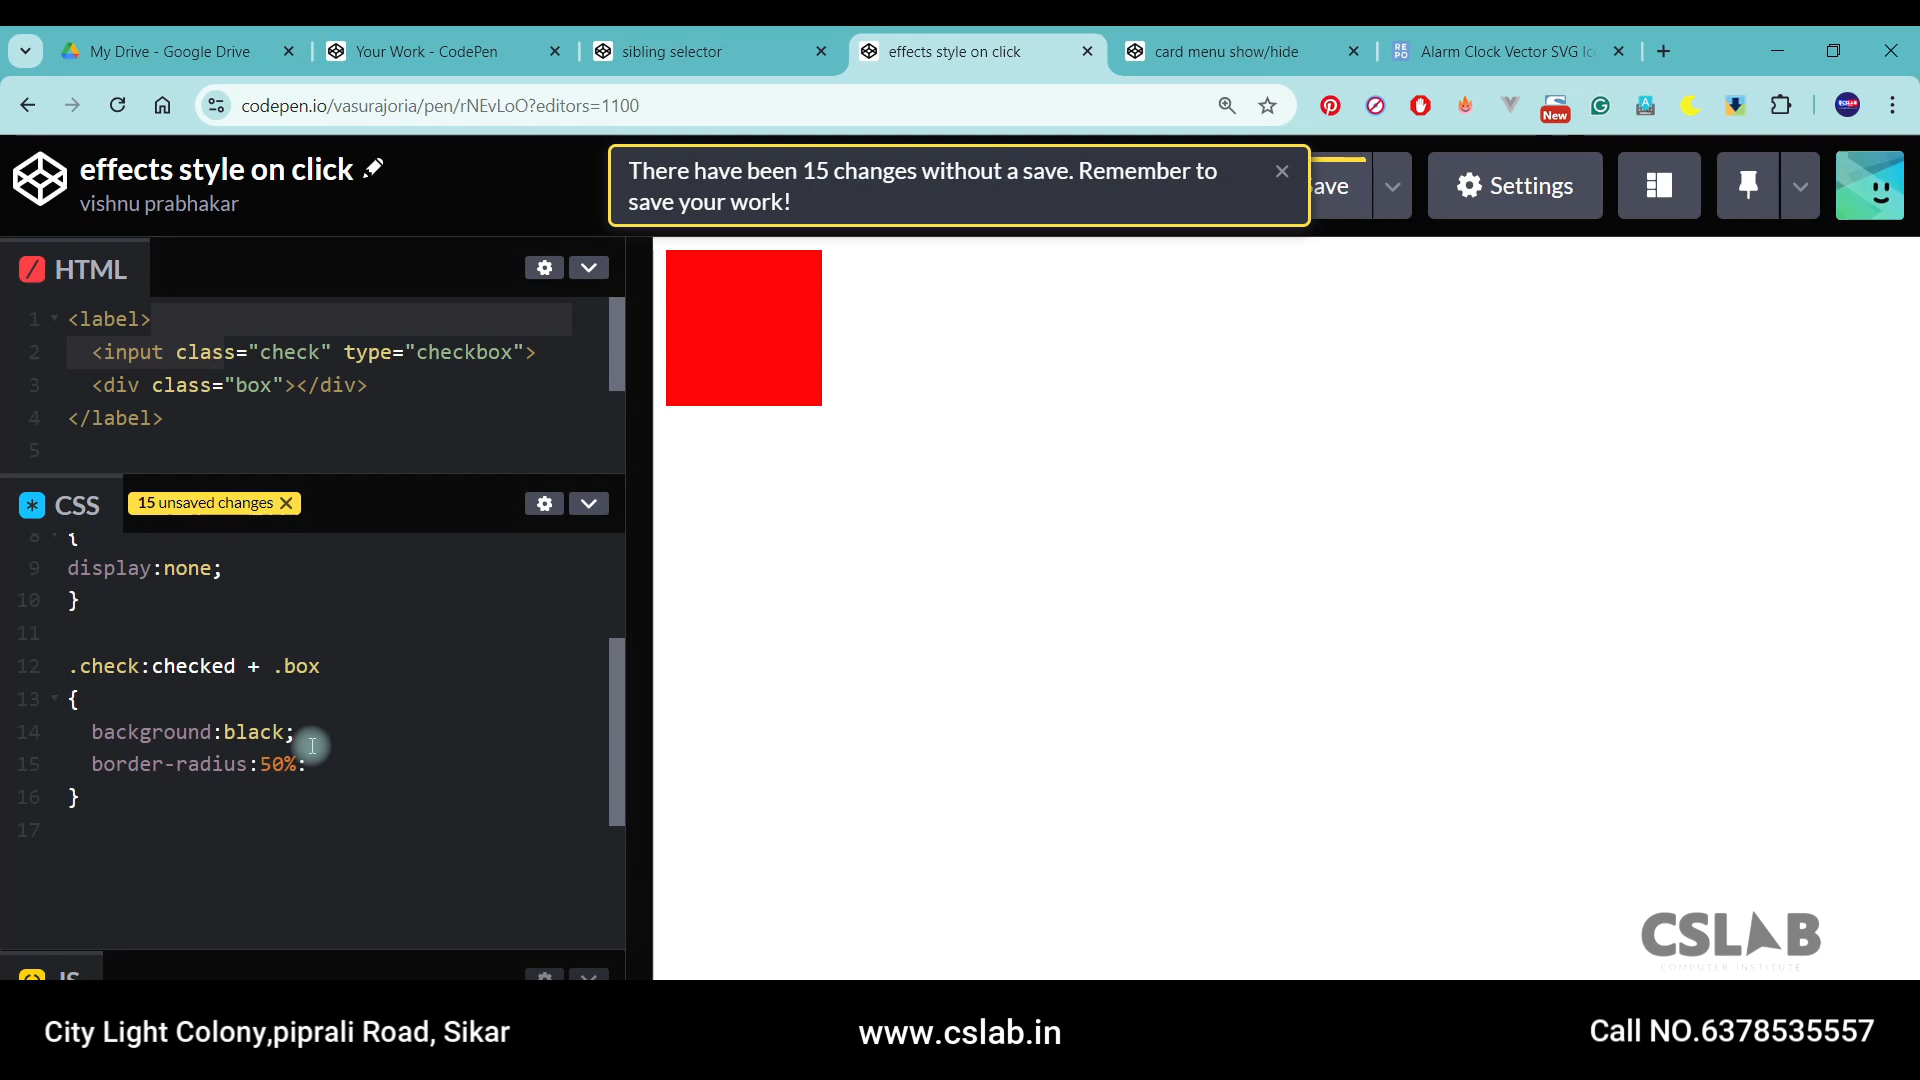 My Drive - Google Drive
Your Work - CodePen
sibling selector
effects style on click
card menu show/hide
REPO
Alarm Clock Vector SVG Ic
codepen.io/vasurajoria/pen/rNEvLoO?editors=1100
New
effects style on click
vishnu prabhakar
There have been 15 changes without a save. Remember to
save your work!
ave
Settings
HTML
1 <label>
2 <input class="check" type="checkbox">
3 <div class="box"></div>
4 </label>
5
CSS
15 unsaved changes
8 {
9 display:none;
10 }
11
12 .check:checked + .box
13 {
14 background:black;
15 border-radius:50%:
16 }
17
JS
CSLAB
COMPUTER INSTITUTE
City Light Colony,piprali Road, Sikar
www.cslab.in
Call NO.6378535557